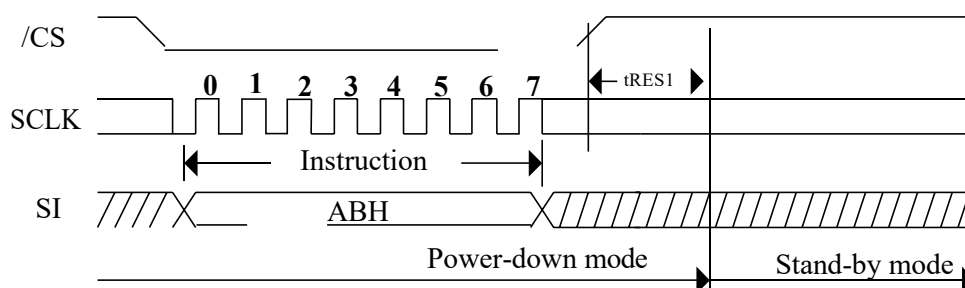 /CS
tRES1
0 1 2 3 4 5 6 7
SCLK
Instruction
SI
ABH
Power-down mode
Stand-by mode